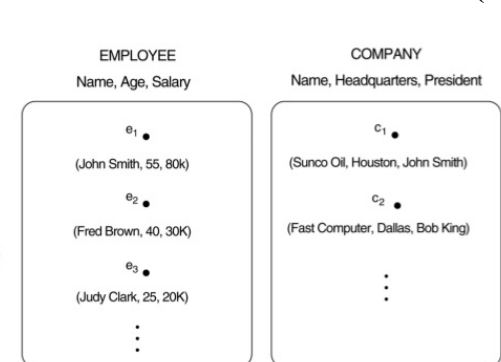 EMPLOYEE
Name, Age, Salary
e1
(John Smith, 55, 80k)
e2
(Fred Brown, 40, 30K)
e3
(Judy Clark, 25, 20K)
COMPANY
Name, Headquarters, President
c1
(Sunco Oil, Houston, John Smith)
c2
(Fast Computer, Dallas, Bob King)